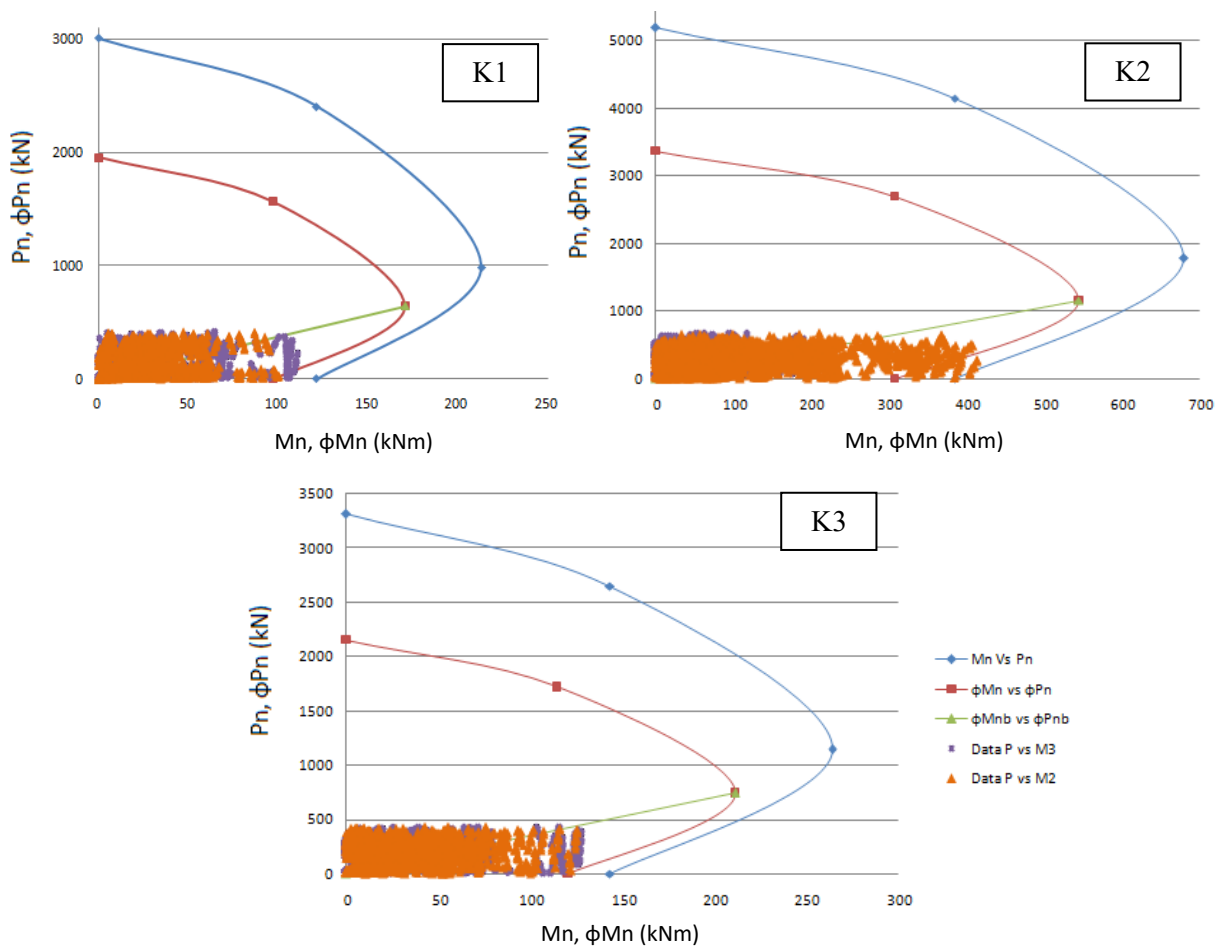 K1
Pn, ϕPn (kN)
3000
2000
1000
0
0 50 100 150 200 250
Mn, ϕMn (kNm)
K2
Pn, ϕPn (kN)
5000
4000
3000
2000
1000
0
0 100 200 300 400 500 600 700
Mn, ϕMn (kNm)
K3
Pn, ϕPn (kN)
3500
3000
2500
2000
1500
1000
500
0
0 50 100 150 200 250 300
Mn, ϕMn (kNm)
Mn Vs Pn
ϕMn vs ϕPn
ϕMnb vs ϕPnb
Data P vs M3
Data P vs M2